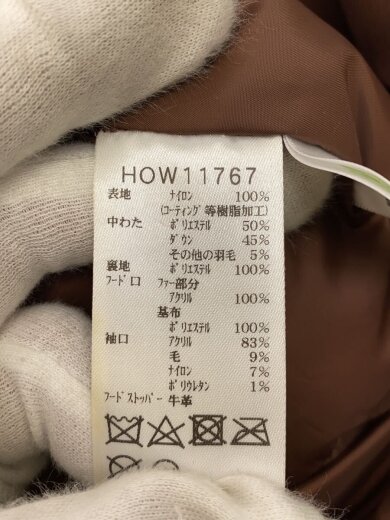 HOW11767
表地 ナイロン 100%
(コーティング等樹脂加工)
中わた ポリエステル 50%
ダウン 45%
その他の羽毛 5%
裏地 ポリエステル 100%
フード口 ファー部分
アクリル 100%
基布
ポリエステル 100%
袖口 アクリル 83%
毛 9%
ナイロン 7%
ポリウレタン 1%
フードストッパー 牛革